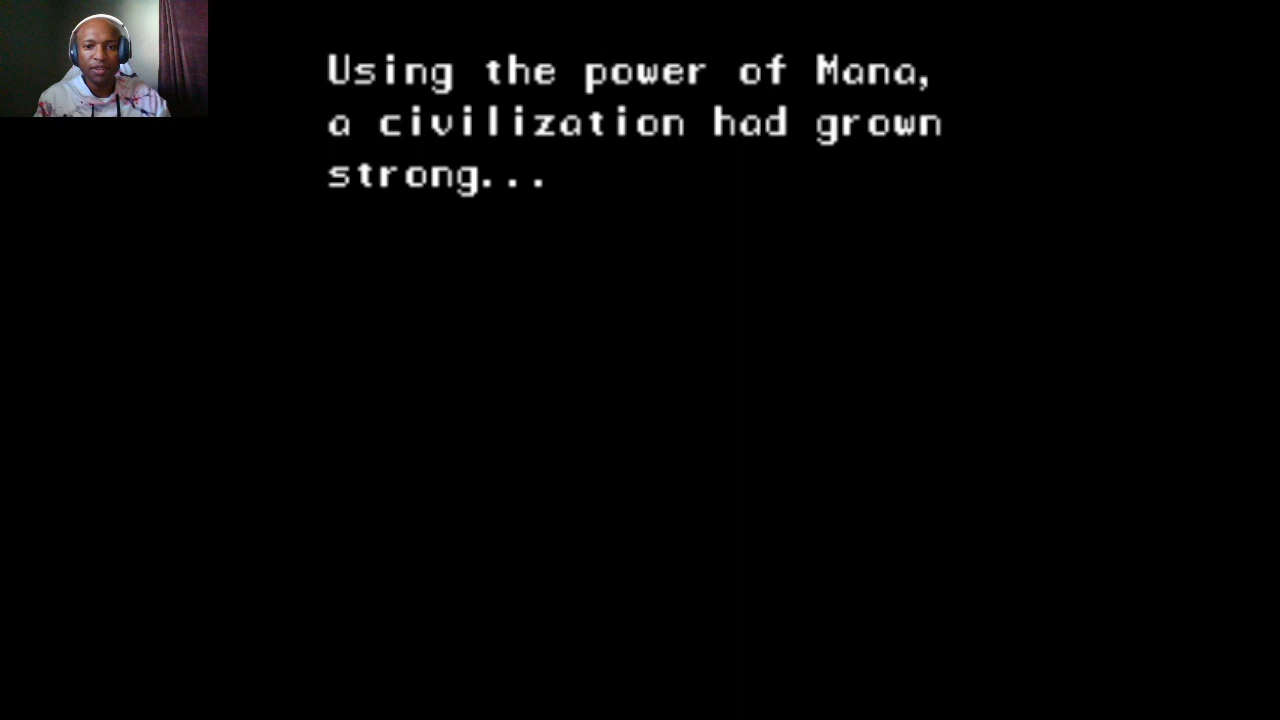 Using the power of Mana,
a civilization had grown
strong...